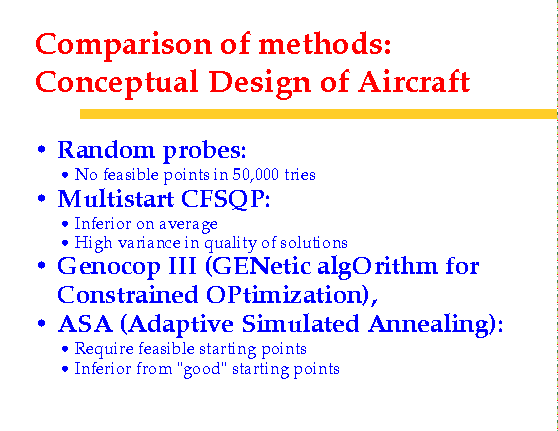 Comparison of methods:
Conceptual Design of Aircraft
• Random probes:
• No feasible points in 50,000 tries
• Multistart CFSQP:
• Inferior on average
• High variance in quality of solutions
• Genocop III (GENetic algOrithm for
Constrained OPtimization),
• ASA (Adaptive Simulated Annealing):
• Require feasible starting points
• Inferior from "good" starting points